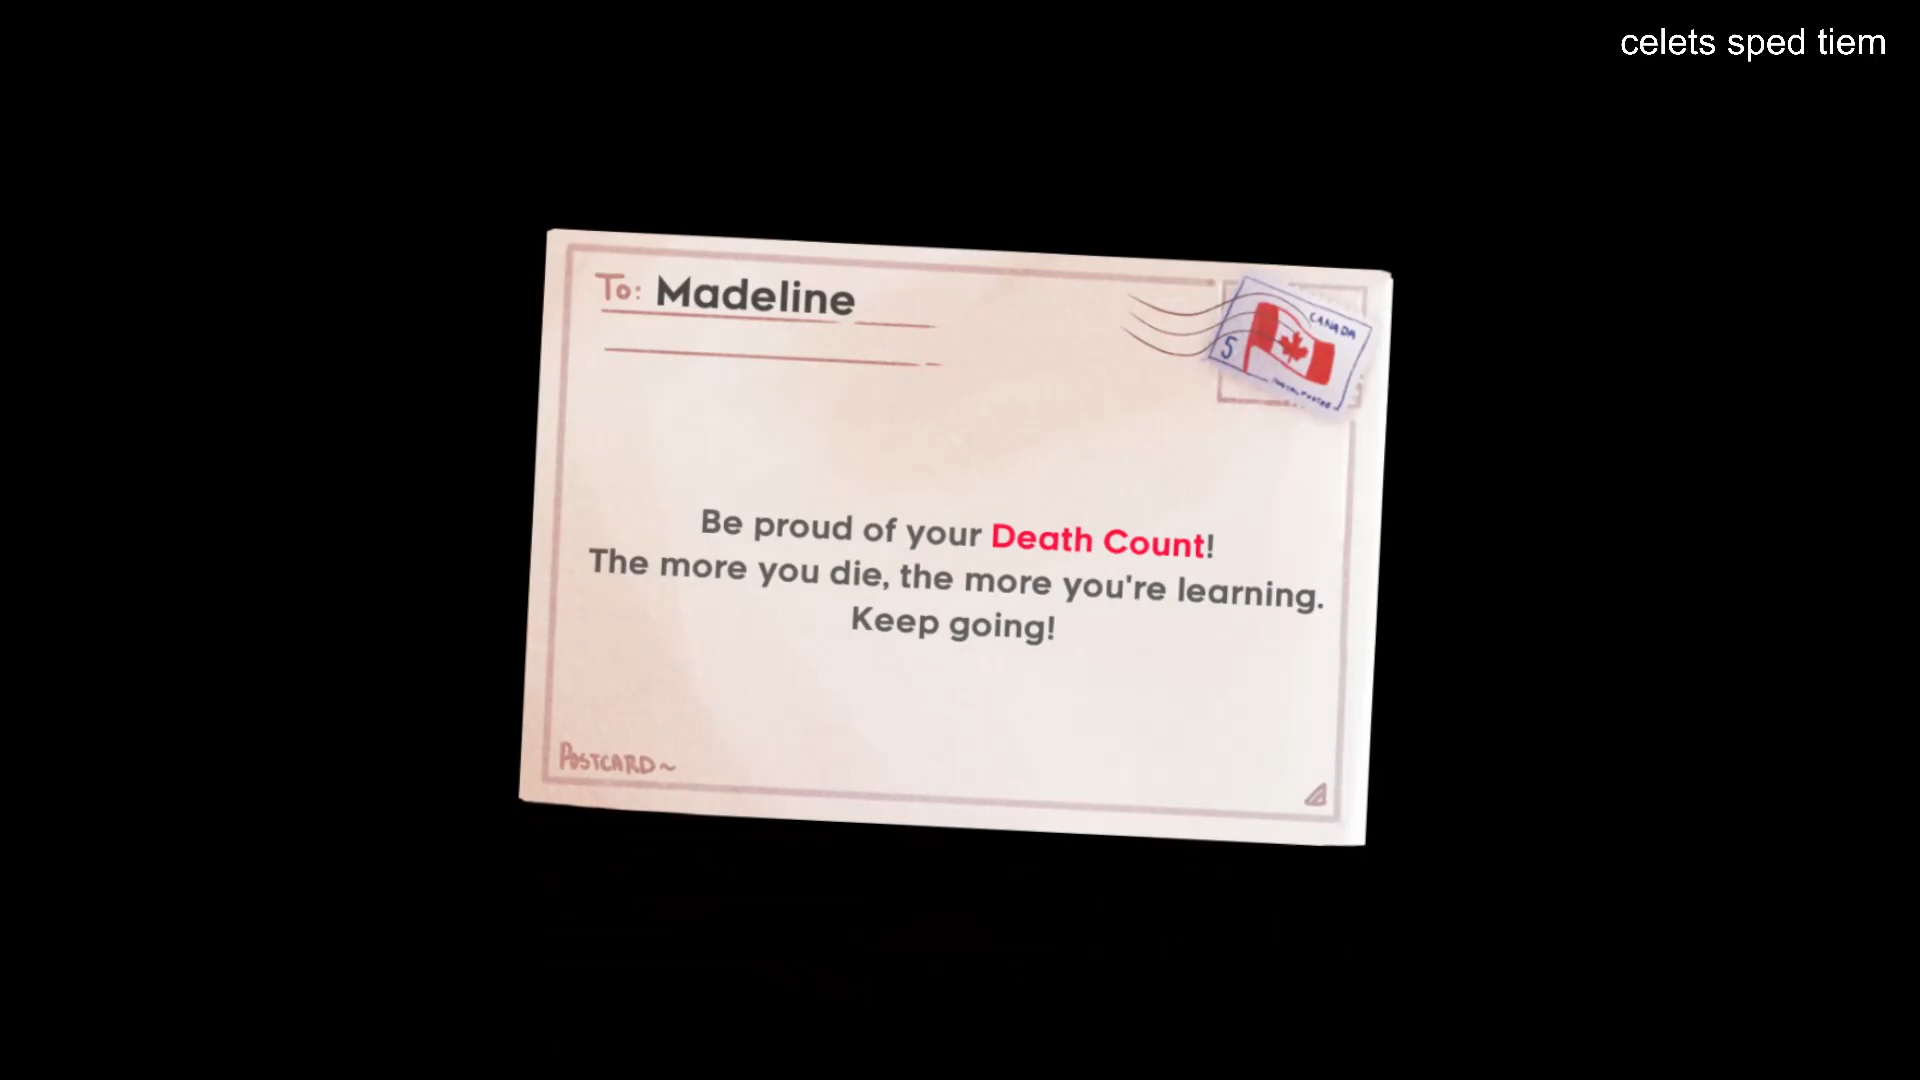 celets sped tiem
To: Madeline
CANADA
5
Be proud of your Death Count!
The more you die, the more you're learning.
Keep going!
POSTCARD~